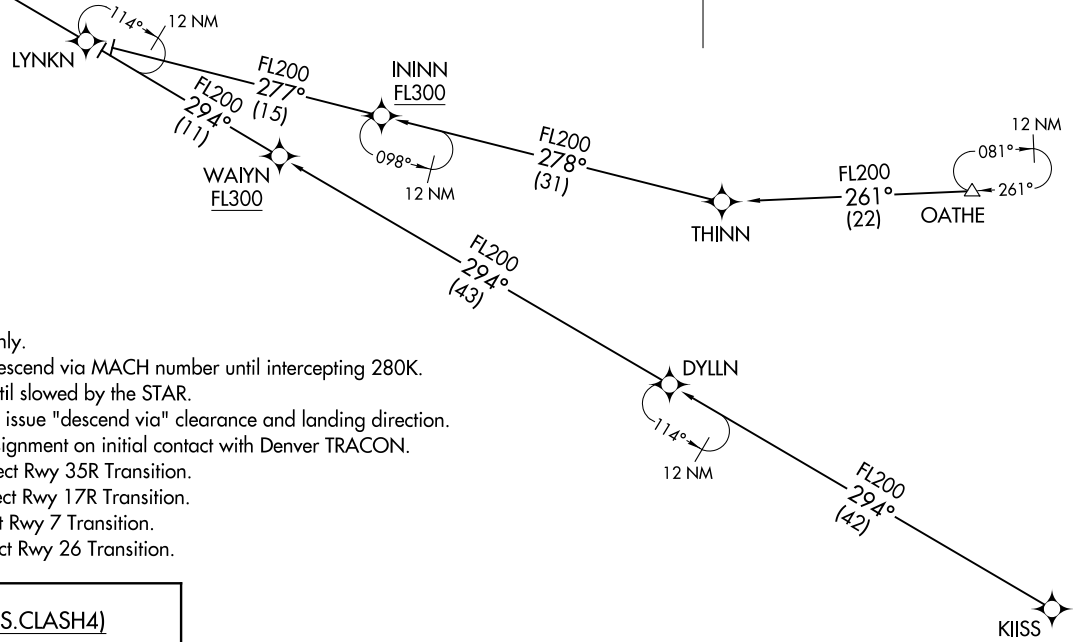 114°
12 NM
LYNKN
FL200
277°
(15)
ININN
FL300
FL200
294°
(11)
098°
12 NM
WAIYN
FL300
FL200
278°
(31)
THINN
FL200
261°
(22)
12 NM
081°
261°
OATHE
FL200
294°
(43)
DYLLN
114°
12 NM
FL200
294°
(42)
KIISS
nly.
escend via MACH number until intercepting 280K.
til slowed by the STAR.
issue "descend via" clearance and landing direction.
signment on initial contact with Denver TRACON.
ect Rwy 35R Transition.
ect Rwy 17R Transition.
t Rwy 7 Transition.
ct Rwy 26 Transition.
S.CLASH4)